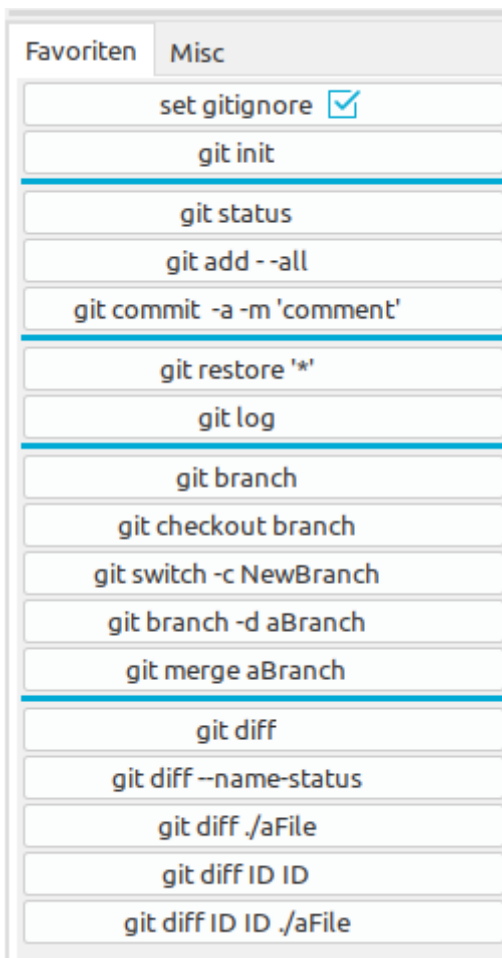 Favoriten Misc
set gitignore
git init
git status
git add - -all
git commit -a -m 'comment'
git restore '*'
git log
git branch
git checkout branch
git switch -c NewBranch
git branch -d aBranch
git merge aBranch
git diff
git diff --name-status
git diff ./aFile
git diff ID ID
git diff ID ID ./aFile